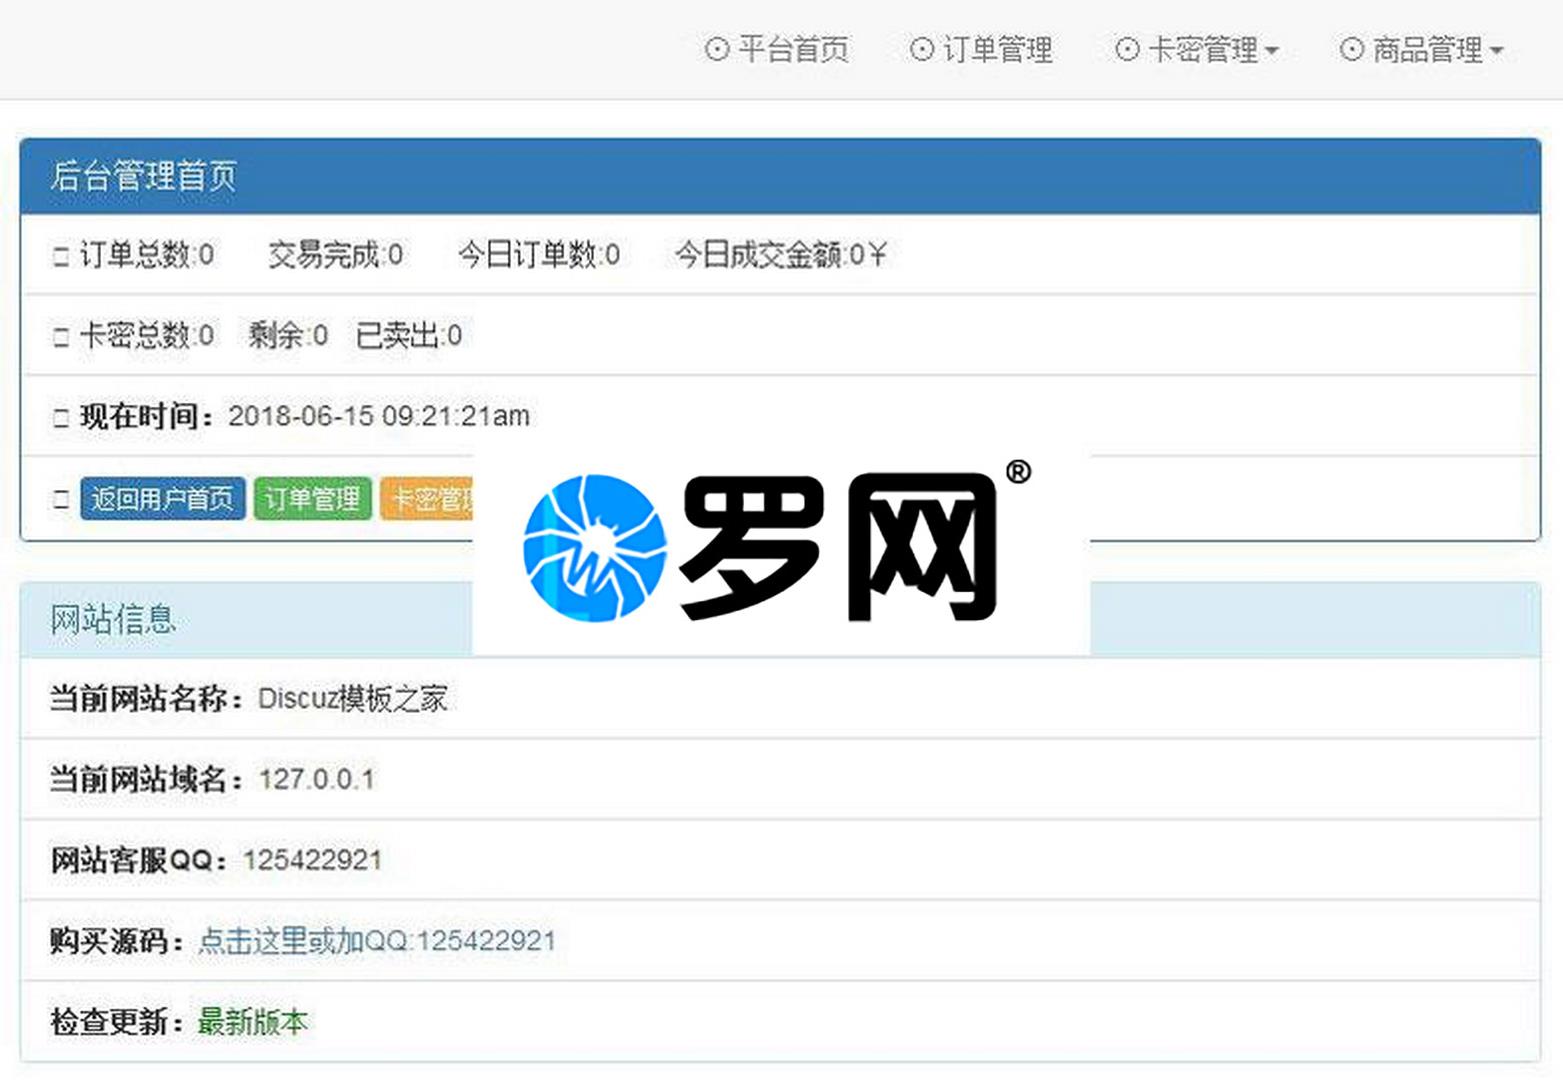 平台首页 订单管理 卡密管理 商品管理
后台管理首页
订单总数:0 交易完成:0 今日订单数:0 今日成交金额:0￥
卡密总数:0 剩余:0 已卖出:0
现在时间：2018-06-15 09:21:21am
返回用户首页 订单管理 卡密管
罗网®
网站信息
当前网站名称：Discuz模板之家
当前网站域名：127.0.0.1
网站客服QQ：125422921
购买源码：点击这里或加QQ:125422921
检查更新：最新版本